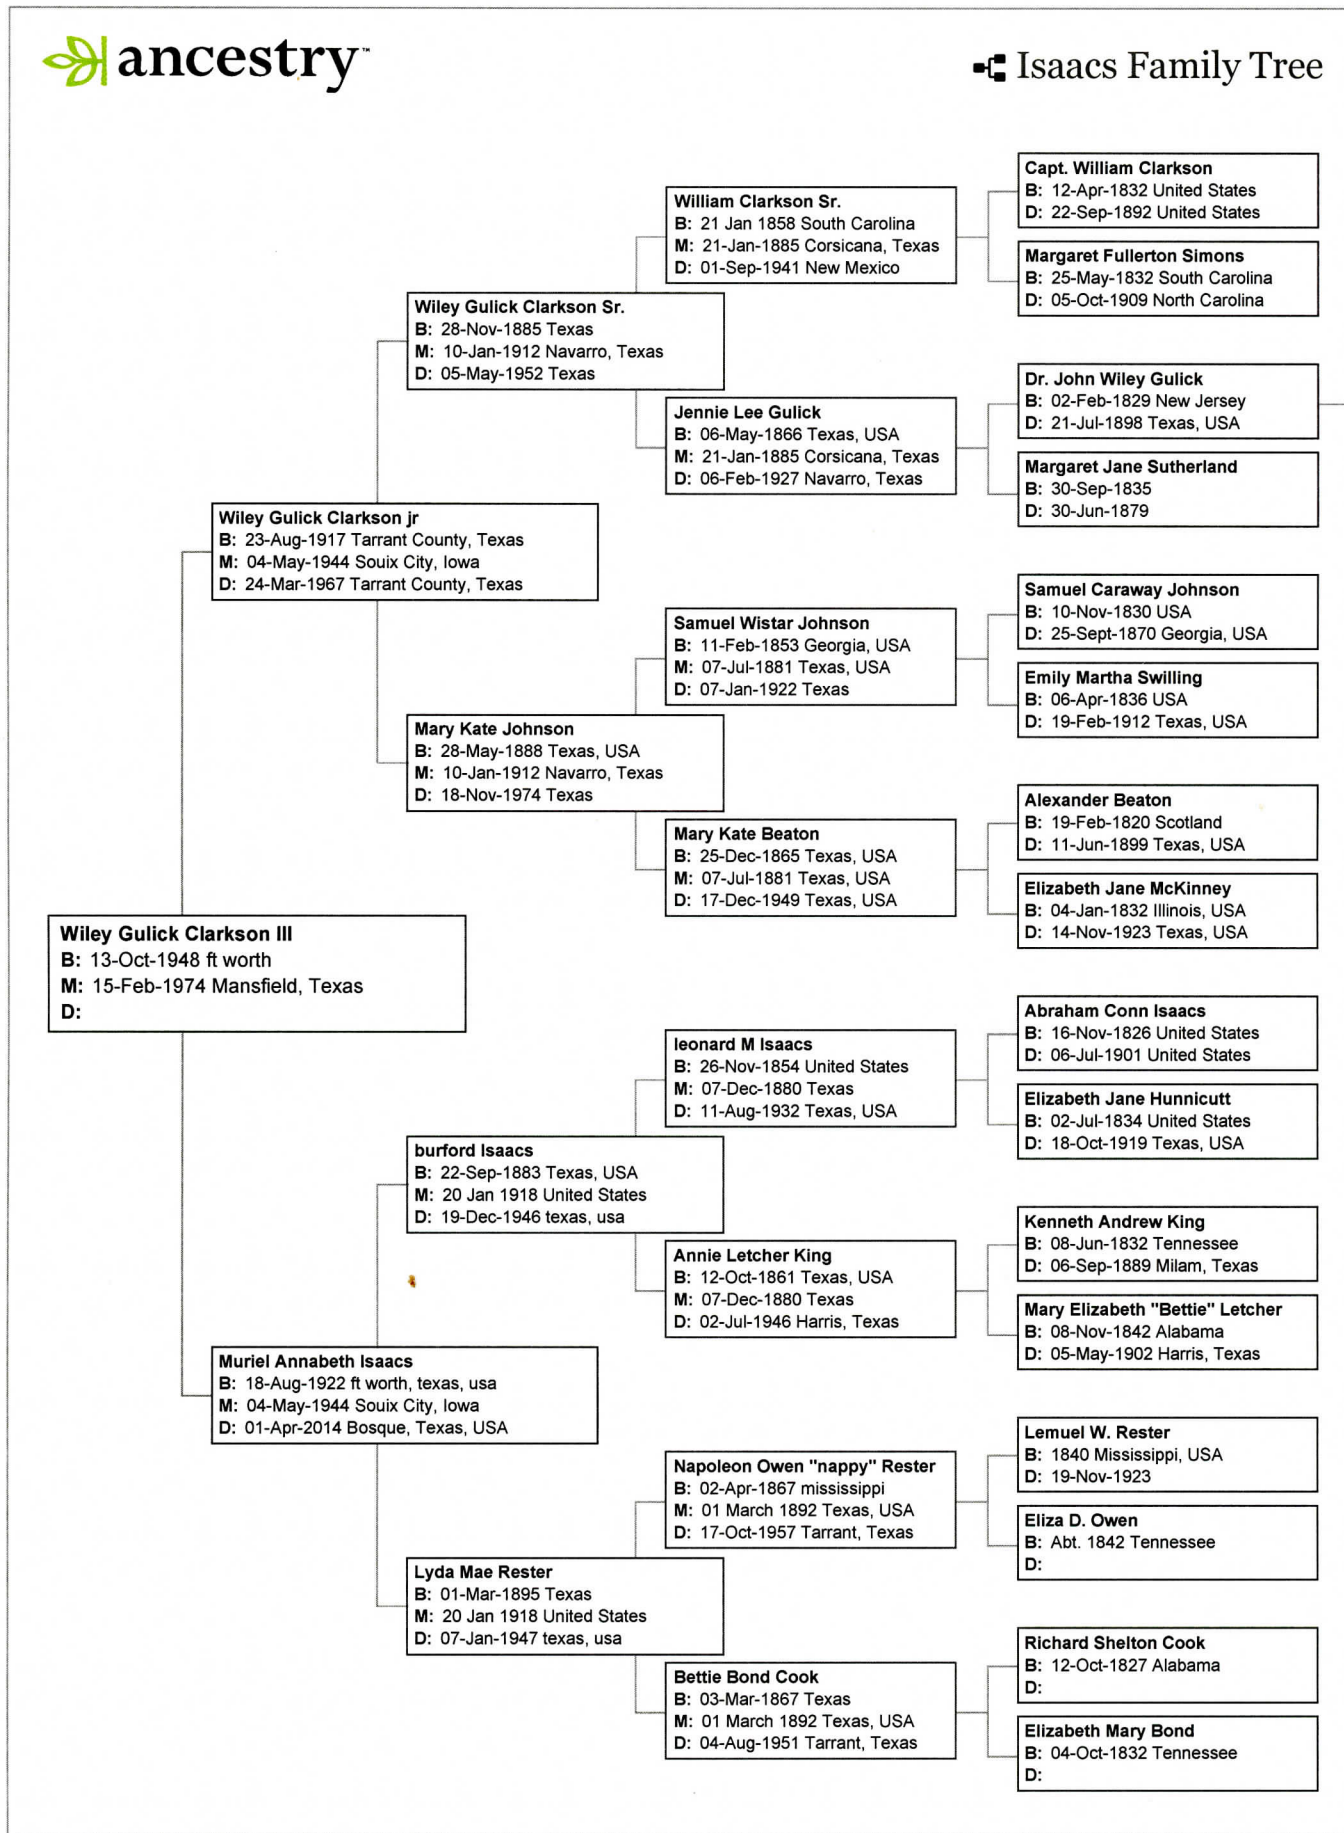 ancestry™
Isaacs Family Tree
Capt. William Clarkson
B: 12-Apr-1832 United States
D: 22-Sep-1892 United States
William Clarkson Sr.
B: 21 Jan 1858 South Carolina
M: 21-Jan-1885 Corsicana, Texas
D: 01-Sep-1941 New Mexico
Margaret Fullerton Simons
B: 25-May-1832 South Carolina
D: 05-Oct-1909 North Carolina
Wiley Gulick Clarkson Sr.
B: 28-Nov-1885 Texas
M: 10-Jan-1912 Navarro, Texas
D: 05-May-1952 Texas
Dr. John Wiley Gulick
B: 02-Feb-1829 New Jersey
D: 21-Jul-1898 Texas, USA
Jennie Lee Gulick
B: 06-May-1866 Texas, USA
M: 21-Jan-1885 Corsicana, Texas
D: 06-Feb-1927 Navarro, Texas
Margaret Jane Sutherland
B: 30-Sep-1835
D: 30-Jun-1879
Wiley Gulick Clarkson jr
B: 23-Aug-1917 Tarrant County, Texas
M: 04-May-1944 Souix City, Iowa
D: 24-Mar-1967 Tarrant County, Texas
Samuel Caraway Johnson
B: 10-Nov-1830 USA
D: 25-Sept-1870 Georgia, USA
Samuel Wistar Johnson
B: 11-Feb-1853 Georgia, USA
M: 07-Jul-1881 Texas, USA
D: 07-Jan-1922 Texas
Emily Martha Swilling
B: 06-Apr-1836 USA
D: 19-Feb-1912 Texas, USA
Mary Kate Johnson
B: 28-May-1888 Texas, USA
M: 10-Jan-1912 Navarro, Texas
D: 18-Nov-1974 Texas
Alexander Beaton
B: 19-Feb-1820 Scotland
D: 11-Jun-1899 Texas, USA
Mary Kate Beaton
B: 25-Dec-1865 Texas, USA
M: 07-Jul-1881 Texas, USA
D: 17-Dec-1949 Texas, USA
Elizabeth Jane McKinney
B: 04-Jan-1832 Illinois, USA
D: 14-Nov-1923 Texas, USA
Wiley Gulick Clarkson III
B: 13-Oct-1948 ft worth
M: 15-Feb-1974 Mansfield, Texas
D:
Abraham Conn Isaacs
B: 16-Nov-1826 United States
D: 06-Jul-1901 United States
leonard M Isaacs
B: 26-Nov-1854 United States
M: 07-Dec-1880 Texas
D: 11-Aug-1932 Texas, USA
Elizabeth Jane Hunnicutt
B: 02-Jul-1834 United States
D: 18-Oct-1919 Texas, USA
burford Isaacs
B: 22-Sep-1883 Texas, USA
M: 20 Jan 1918 United States
D: 19-Dec-1946 texas, usa
Kenneth Andrew King
B: 08-Jun-1832 Tennessee
D: 06-Sep-1889 Milam, Texas
Annie Letcher King
B: 12-Oct-1861 Texas, USA
M: 07-Dec-1880 Texas
D: 02-Jul-1946 Harris, Texas
Mary Elizabeth "Bettie" Letcher
B: 08-Nov-1842 Alabama
D: 05-May-1902 Harris, Texas
Muriel Annabeth Isaacs
B: 18-Aug-1922 ft worth, texas, usa
M: 04-May-1944 Souix City, Iowa
D: 01-Apr-2014 Bosque, Texas, USA
Lemuel W. Rester
B: 1840 Mississippi, USA
D: 19-Nov-1923
Napoleon Owen "nappy" Rester
B: 02-Apr-1867 mississippi
M: 01 March 1892 Texas, USA
D: 17-Oct-1957 Tarrant, Texas
Eliza D. Owen
B: Abt. 1842 Tennessee
D:
Lyda Mae Rester
B: 01-Mar-1895 Texas
M: 20 Jan 1918 United States
D: 07-Jan-1947 texas, usa
Richard Shelton Cook
B: 12-Oct-1827 Alabama
D:
Bettie Bond Cook
B: 03-Mar-1867 Texas
M: 01 March 1892 Texas, USA
D: 04-Aug-1951 Tarrant, Texas
Elizabeth Mary Bond
B: 04-Oct-1832 Tennessee
D: